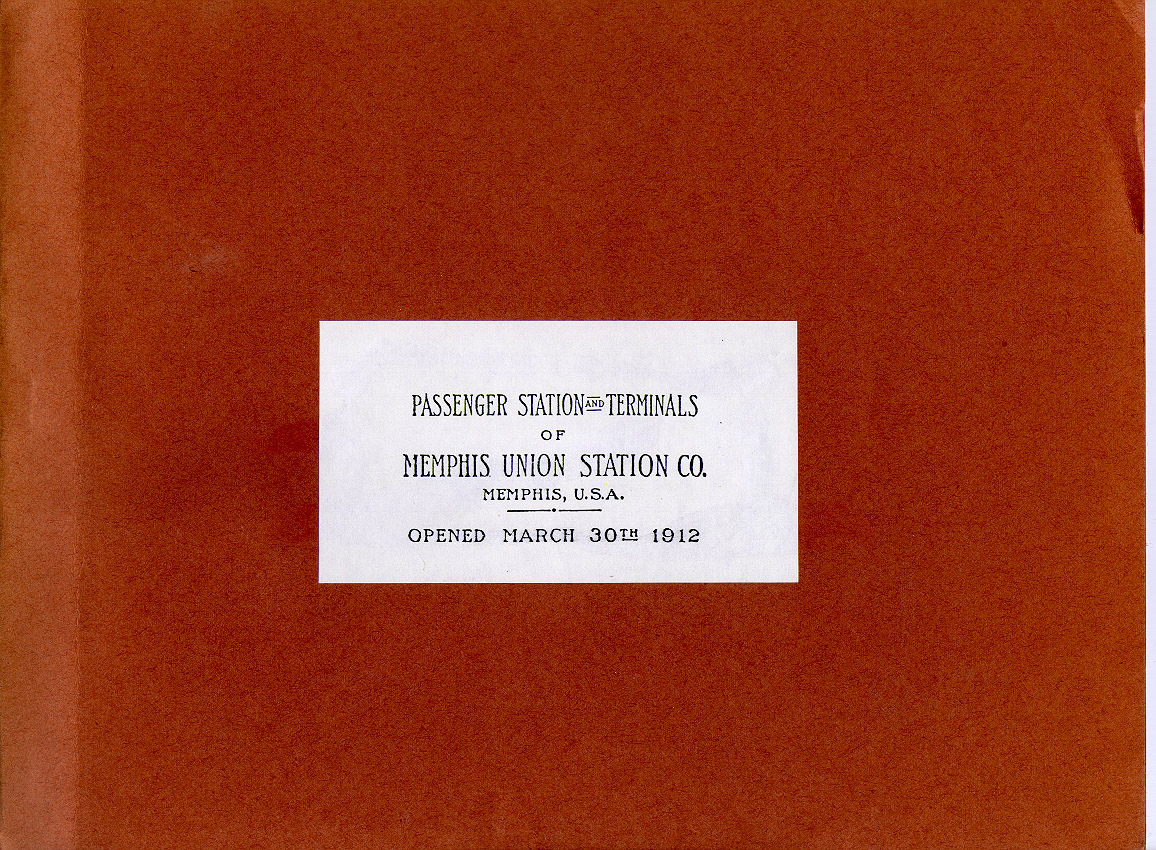 PASSENGER STATION AND TERMINALS
OF
MEMPHIS UNION STATION CO.
MEMPHIS, U.S.A.
OPENED MARCH 30TH 1912